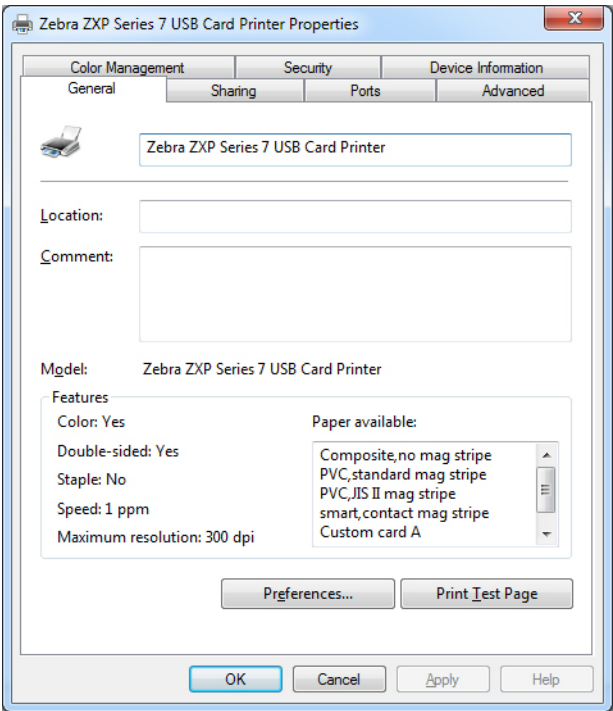 Zebra ZXP Series 7 USB Card Printer Properties
Color Management Security Device Information
General Sharing Ports Advanced
Zebra ZXP Series 7 USB Card Printer
Location:
Comment:
Model: Zebra ZXP Series 7 USB Card Printer
Features
Color: Yes Paper available:
Double-sided: Yes
Staple: No
Speed: 1 ppm
Maximum resolution: 300 dpi
Composite,no mag stripe
PVC,standard mag stripe
PVC,JIS II mag stripe
smart,contact mag stripe
Custom card A
Preferences... Print Test Page
OK Cancel Apply Help